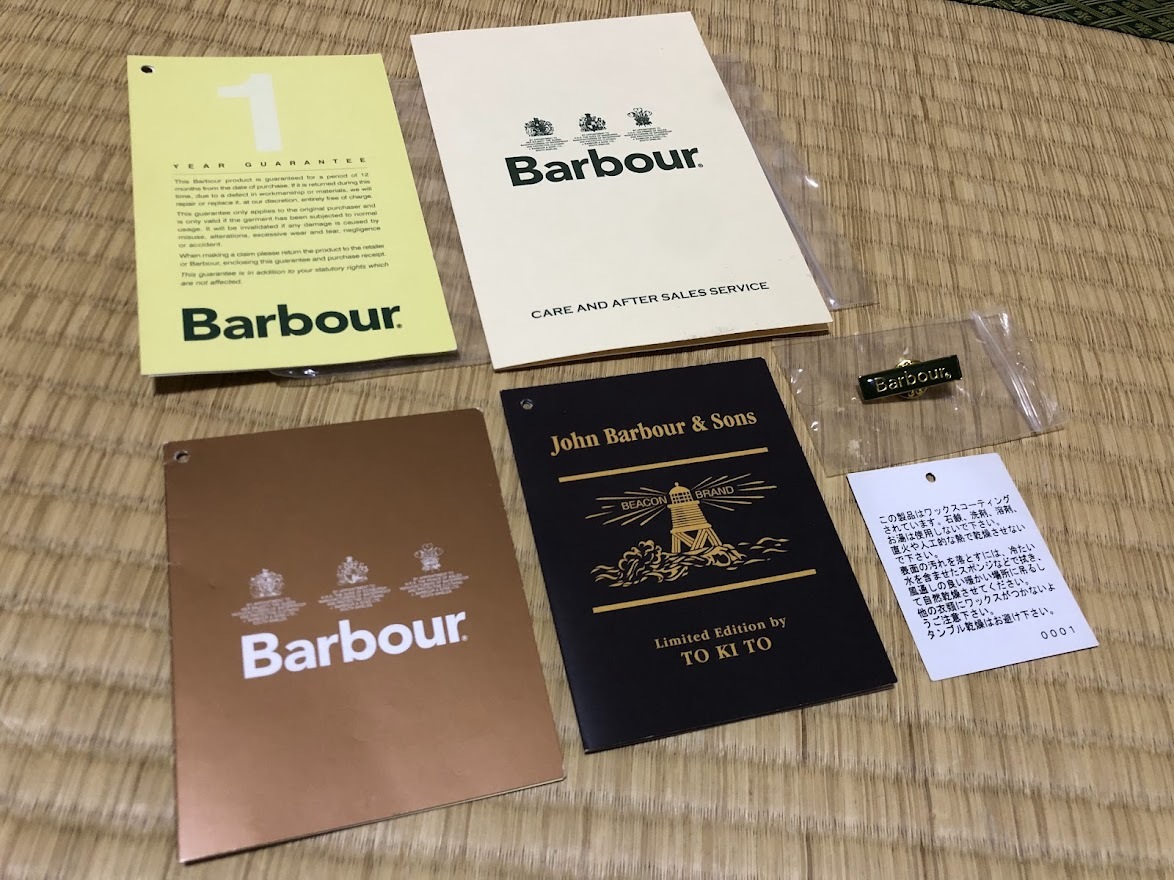 1
YEAR GUARANTEE
This Barbour product is guaranteed for a period of 12
months from the date of purchase. If it is returned during this
time, due to a defect in workmanship or materials, we will
repair or replace it, at our discretion, entirely free of charge.
This guarantee only applies to the original purchaser and
is only valid if the garment has been subjected to normal
usage. It will be invalidated if any damage is caused by
misuse, alterations, excessive wear and tear, negligence
or accident.
When making a claim please return the product to the retailer
or Barbour, enclosing this guarantee and purchase receipt.
This guarantee is in addition to your statutory rights which
are not affected.
Barbour®
Barbour®
CARE AND AFTER SALES SERVICE
Barbour®
Barbour®
John Barbour & Sons
BEACON BRAND
Limited Edition by
TO KI TO
この製品はワックスコーティング
されています。石鹸、洗剤、溶剤、
お湯は使用しないで下さい。
直火や人工的な熱で乾燥させない
で下さい。
表面の汚れを落とすには、冷たい
水を含ませたスポンジなどで拭き、
風通しの良い暖かい場所に吊るし
て自然乾燥させてください。
他の衣類にワックスがつかないよ
うご注意下さい。
タンブル乾燥はお避け下さい。
0001